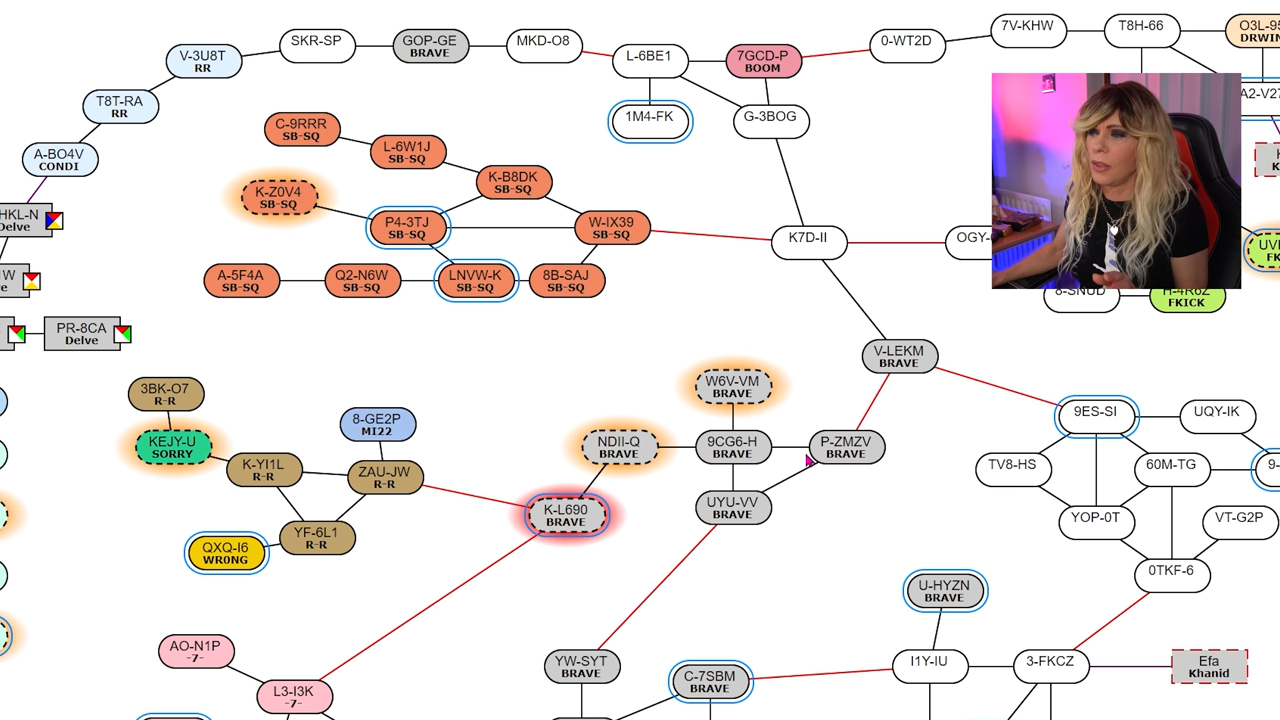 7V-KHW
T8H-66
O3L-95
DRWIN
SKR-SP
GOP-GE
BRAVE
MKD-O8
0-WT2D
V-3U8T
RR
L-6BE1
7GCD-P
BOOM
T8T-RA
RR
1M4-FK
G-3BOG
A2-V27
C-9RRR
SB-SQ
L-6W1J
SB-SQ
A-BO4V
CONDI
K-B8DK
SB-SQ
K-Z0V4
SB-SQ
HKL-N
Delve
P4-3TJ
SB-SQ
W-IX39
SB-SQ
K7D-II
OGY-
UVI
FK
A-5F4A
SB-SQ
Q2-N6W
SB-SQ
LNVW-K
SB-SQ
8B-SAJ
SB-SQ
8-SNUD
H-4R6Z
FKICK
PR-8CA
Delve
V-LEKM
BRAVE
3BK-O7
R-R
W6V-VM
BRAVE
8-GE2P
MI22
9ES-SI
UQY-IK
KEJY-U
SORRY
NDII-Q
BRAVE
9CG6-H
BRAVE
P-ZMZV
BRAVE
K-YI1L
R-R
ZAU-JW
R-R
TV8-HS
60M-TG
9-
K-L690
BRAVE
UYU-VV
BRAVE
YOP-0T
VT-G2P
YF-6L1
R-R
QXQ-I6
WR0NG
0TKF-6
U-HYZN
BRAVE
AO-N1P
-7-
YW-SYT
BRAVE
C-7SBM
BRAVE
I1Y-IU
3-FKCZ
Efa
Khanid
L3-I3K
-7-